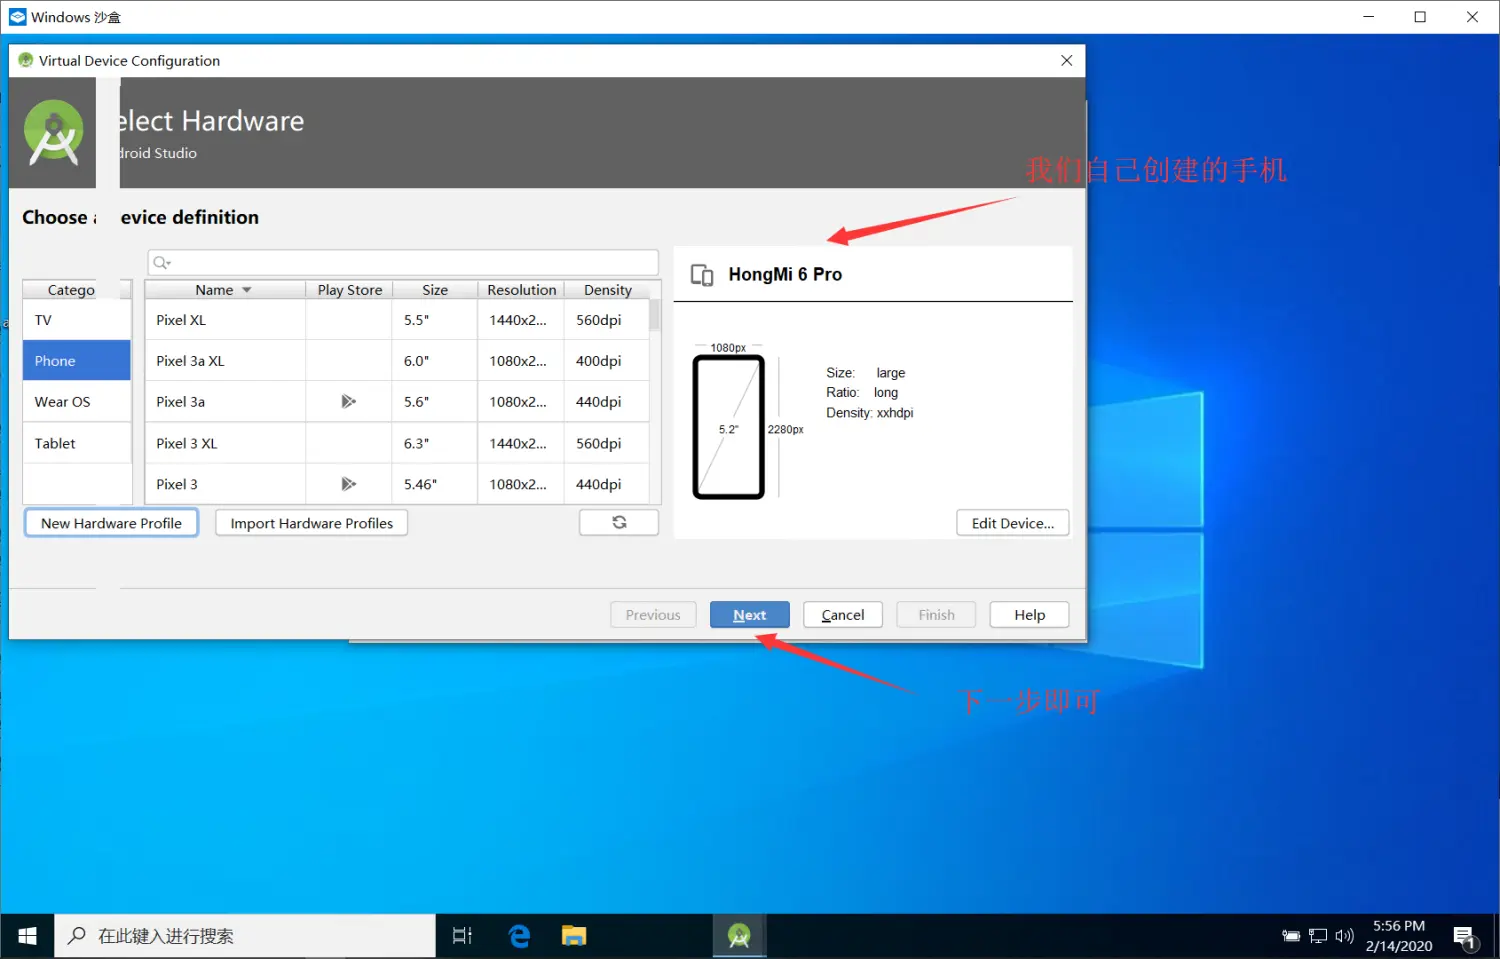 Windows 沙盒
Virtual Device Configuration
elect Hardware
droid Studio
我们自己创建的手机
Choose a evice definition
HongMi 6 Pro
Catego
Name Play Store Size Resolution Density
TV
Phone
Wear OS
Tablet
Pixel XL 5.5" 1440x2... 560dpi
Pixel 3a XL 6.0" 1080x2... 400dpi
Pixel 3a 5.6" 1080x2... 440dpi
Pixel 3 XL 6.3" 1440x2... 560dpi
Pixel 3 5.46" 1080x2... 440dpi
1080px
5.2"
2280px
Size: large
Ratio: long
Density: xxhdpi
New Hardware Profile Import Hardware Profiles Edit Device...
Previous Next Cancel Finish Help
下一步即可
在此键入进行搜索
5:56 PM
2/14/2020
1